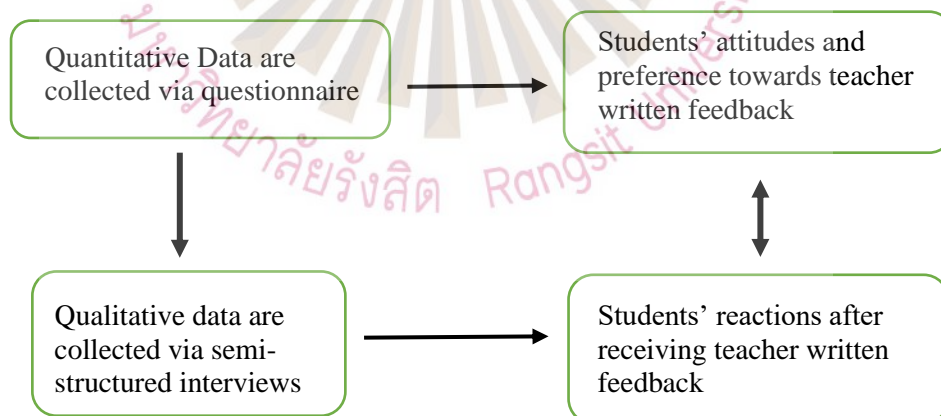 Quantitative Data are
collected via questionnaire
Students’ attitudes and
preference towards teacher
written feedback
มหาวิทยาลัยรังสิต Rangsit Univers
Qualitative data are
collected via semi-
structured interviews
Students’ reactions after
receiving teacher written
feedback